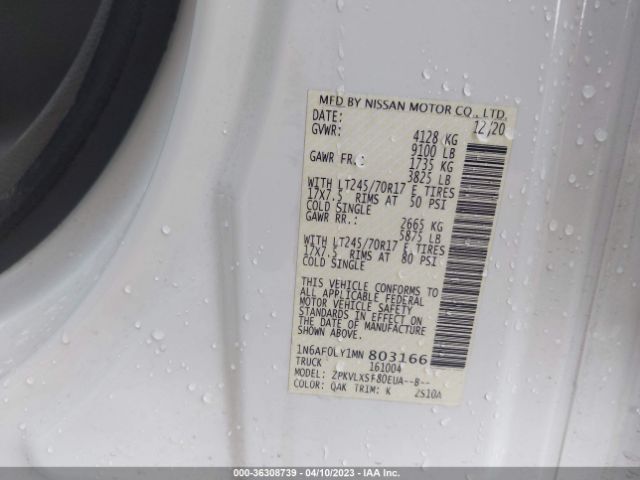 MFD BY NISSAN MOTOR CO., LTD.
DATE: 12/20
GVWR: 4128 KG
9100 LB
GAWR FR.: 1735 KG
3825 LB
WITH LT245/70R17 E TIRES
17X7.5 RIMS AT 50 PSI
COLD SINGLE
GAWR RR.: 2665 KG
5875 LB
WITH LT245/70R17 E TIRES
17X7.5 RIMS AT 80 PSI
COLD SINGLE
THIS VEHICLE CONFORMS TO
ALL APPLICABLE FEDERAL
MOTOR VEHICLE SAFETY
STANDARDS IN EFFECT ON
THE DATE OF MANUFACTURE
SHOWN ABOVE.
1N6AF0LY1MN 803166
TRUCK 161004
MODEL: ZPKVLXSF80EUA--B--
COLOR: QAK TRIM: K 2S10A
000-36308739 - 04/10/2023 - IAA Inc.